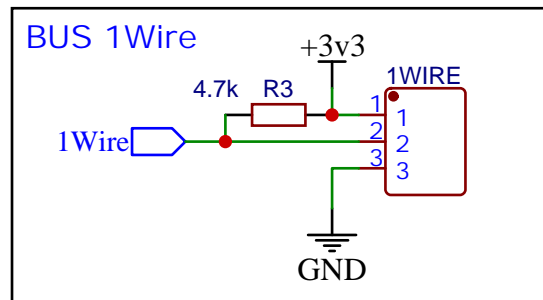 BUS 1Wire
+3v3
4.7k R3
1WIRE
1 1
1Wire
2 2
3 3
GND